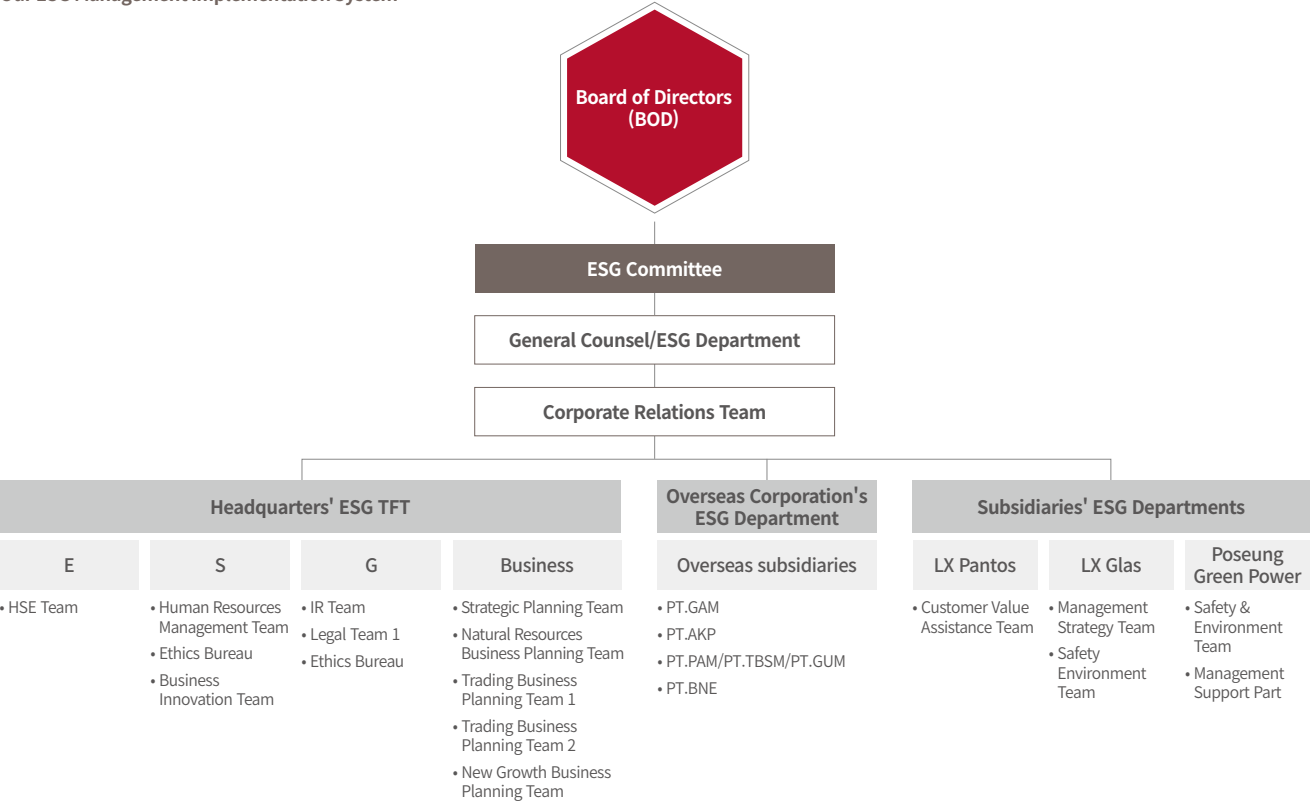 Board of Directors
(BOD)
ESG Committee
General Counsel/ESG Department
Corporate Relations Team
Headquarters' ESG TFT
Overseas Corporation's
ESG Department
Subsidiaries' ESG Departments
E
S
G
Business
Overseas subsidiaries
LX Pantos
LX Glas
Poseung
Green Power
• HSE Team
• Human Resources
Management Team
• Ethics Bureau
• Business
Innovation Team
• IR Team
• Legal Team 1
• Ethics Bureau
• Strategic Planning Team
• Natural Resources
Business Planning Team
• Trading Business
Planning Team 1
• Trading Business
Planning Team 2
• New Growth Business
Planning Team
• PT.GAM
• PT.AKP
• PT.PAM/PT.TBSM/PT.GUM
• PT.BNE
• Customer Value
Assistance Team
• Management
Strategy Team
• Safety
Environment
Team
• Safety &
Environment
Team
• Management
Support Part